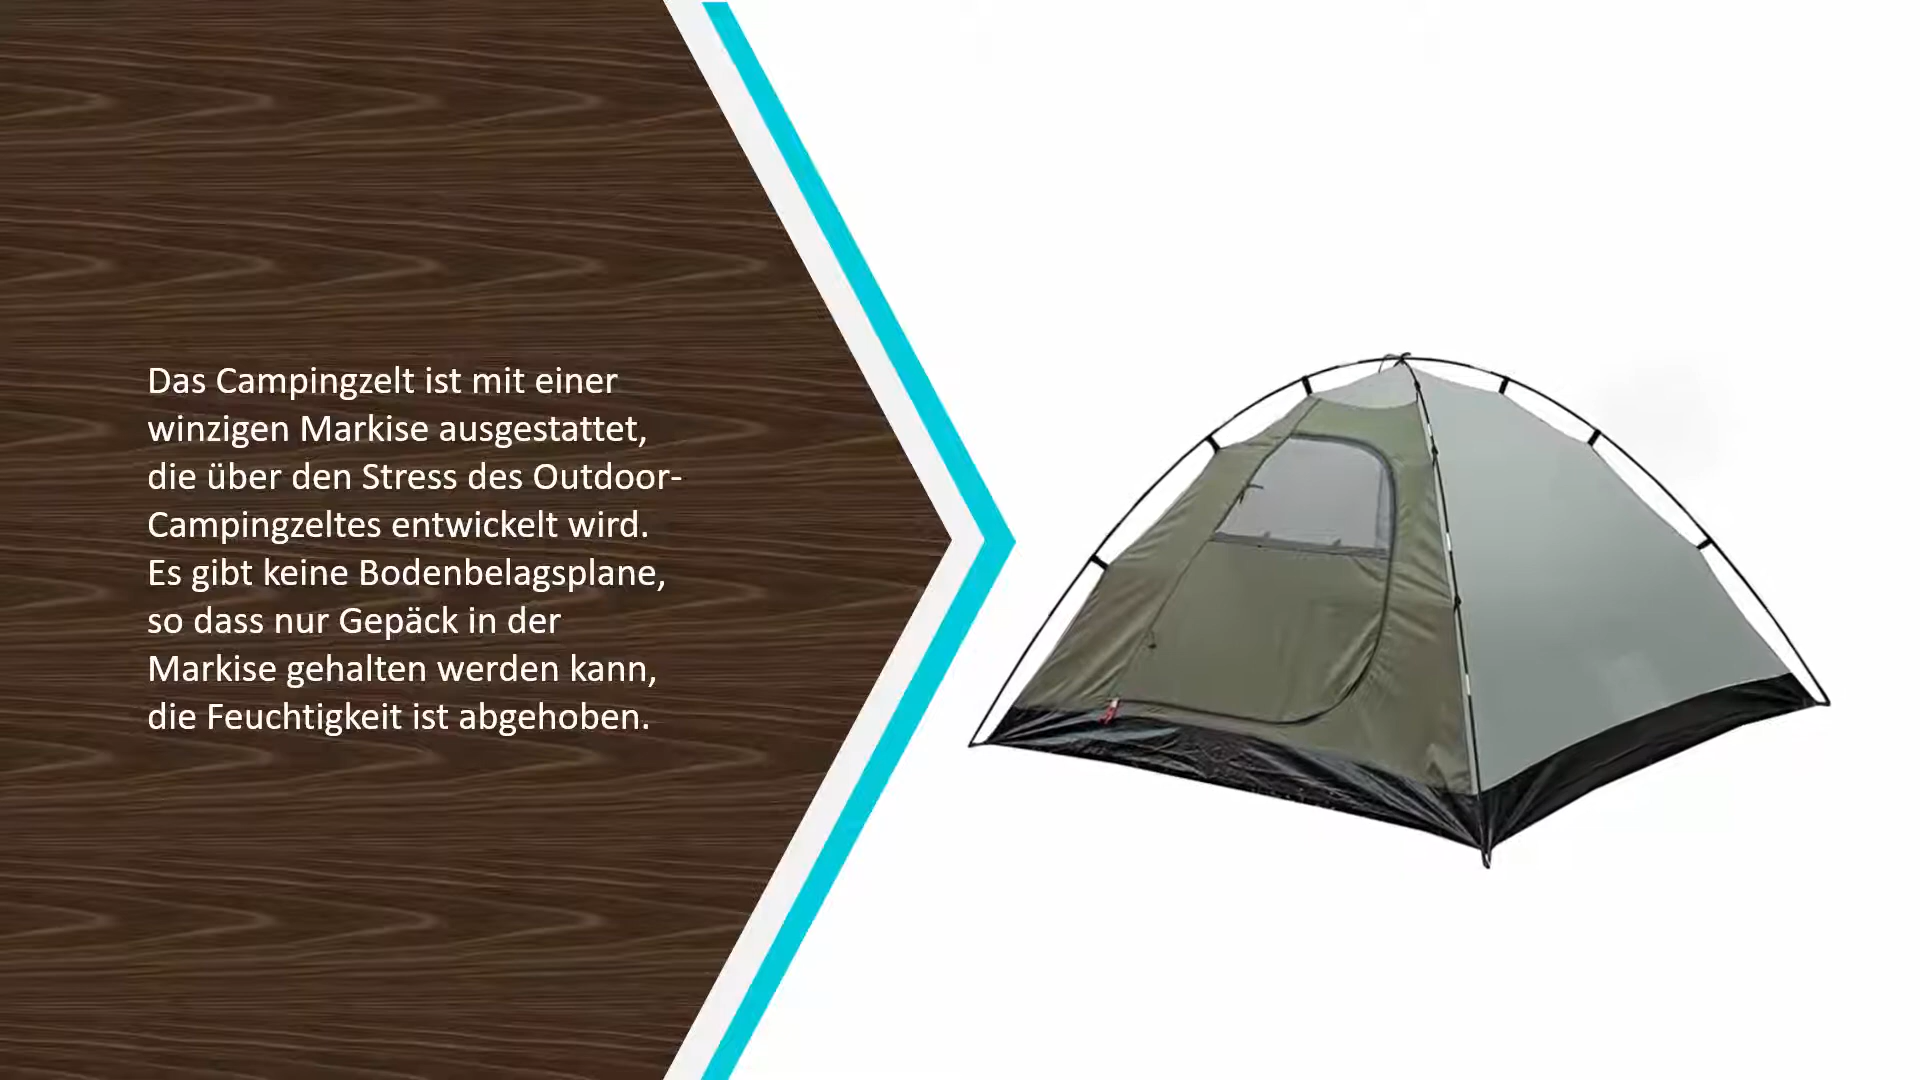 Das Campingzelt ist mit einer
winzigen Markise ausgestattet,
die über den Stress des Outdoor-
Campingzeltes entwickelt wird.
Es gibt keine Bodenbelagsplane,
so dass nur Gepäck in der
Markise gehalten werden kann,
die Feuchtigkeit ist abgehoben.